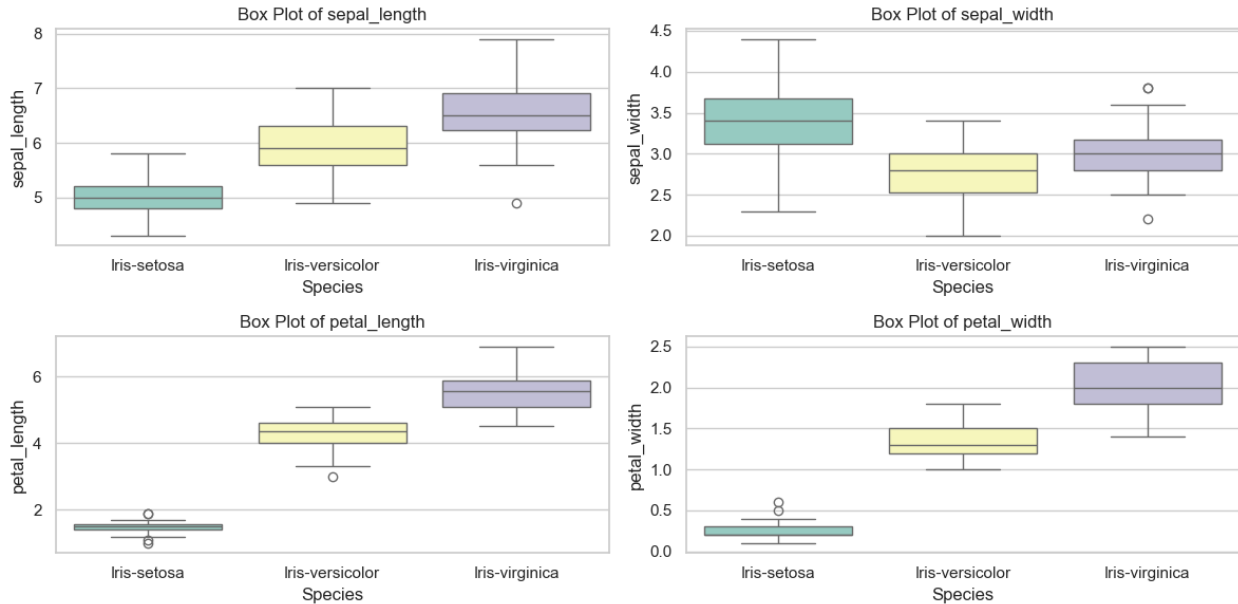 Box Plot of sepal_length
sepal_length
8
7
6
5
Iris-setosa Iris-versicolor Iris-virginica
Species
Box Plot of sepal_width
sepal_width
4.5
4.0
3.5
3.0
2.5
2.0
Iris-setosa Iris-versicolor Iris-virginica
Species
Box Plot of petal_length
petal_length
6
4
2
Iris-setosa Iris-versicolor Iris-virginica
Species
Box Plot of petal_width
petal_width
2.5
2.0
1.5
1.0
0.5
0.0
Iris-setosa Iris-versicolor Iris-virginica
Species